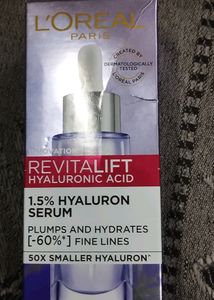 L'ORÉAL
PARIS
CREATED BY
DERMATOLOGICALLY
TESTED
L'ORÉAL PARIS
REVITALIFT
HYALURONIC ACID
1.5% HYALURON
SERUM
PLUMPS AND HYDRATES
[-60%*] FINE LINES
50X SMALLER HYALURON